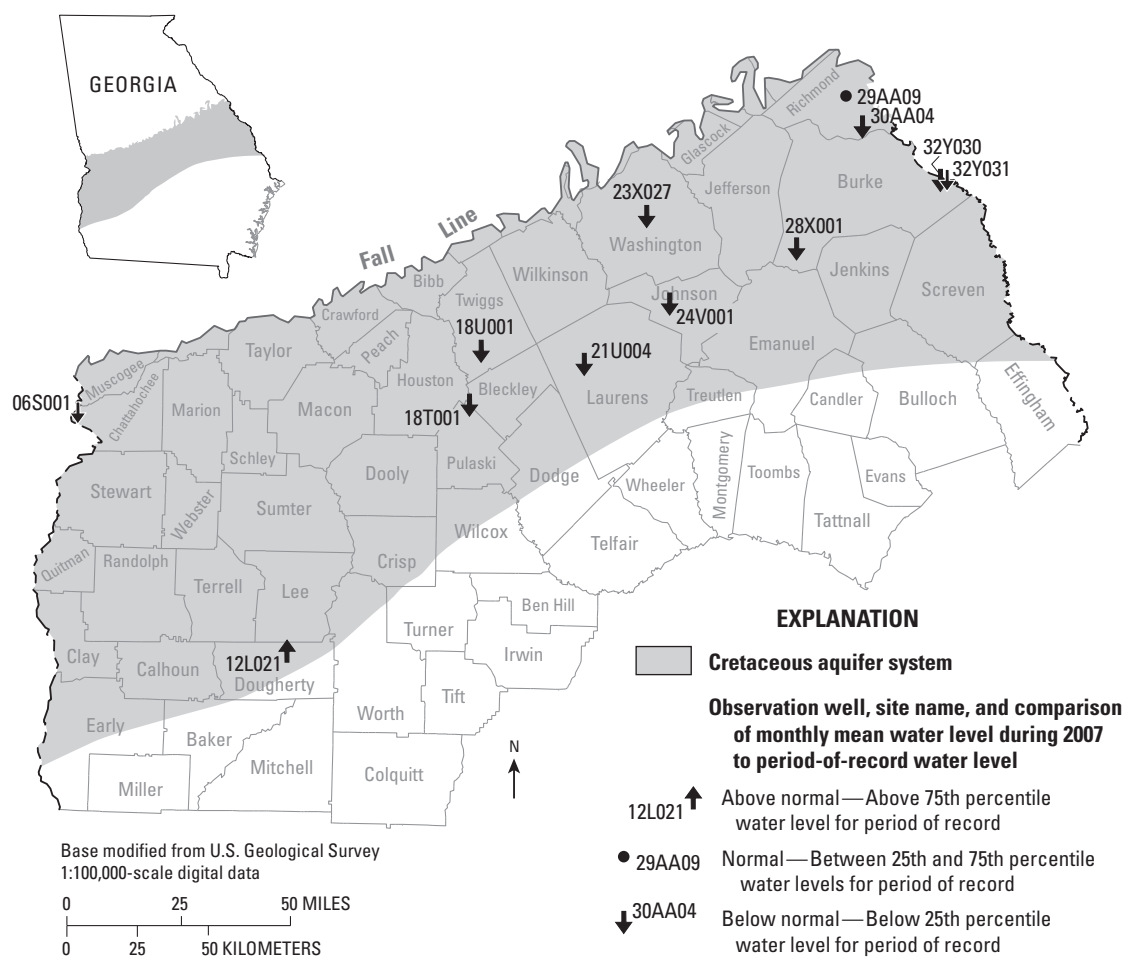 GEORGIA
Richmond
29AA09
30AA04
Glascock
32Y030
32Y031
23X027
Jefferson
Burke
Fall Line
Washington
28X001
Wilkinson
Jenkins
Bibb
Screven
Twiggs
Johnson
Crawford
24V001
18U001
Peach
Taylor
21U004
Emanuel
Muscogee
Houston
Bleckley
Effingham
06S001
Chattahochee
Marion
Macon
18T001
Laurens
Treutlen
Candler
Bulloch
Schley
Pulaski
Dooly
Dodge
Stewart
Webster
Sumter
Wheeler
Montgomery
Toombs
Evans
Wilcox
Tattnall
Quitman
Randolph
Crisp
Telfair
Terrell
Lee
Ben Hill
Turner
Clay
Calhoun
12L021
Dougherty
Irwin
Tift
Early
Worth
Baker
Mitchell
Colquitt
Miller
N
Base modified from U.S. Geological Survey
1:100,000-scale digital data
0 25 50 MILES
0 25 50 KILOMETERS
EXPLANATION
Cretaceous aquifer system
Observation well, site name, and comparison
of monthly mean water level during 2007
to period-of-record water level
12L021 Above normal—Above 75th percentile
water level for period of record
29AA09 Normal—Between 25th and 75th percentile
water levels for period of record
30AA04 Below normal—Below 25th percentile
water level for period of record